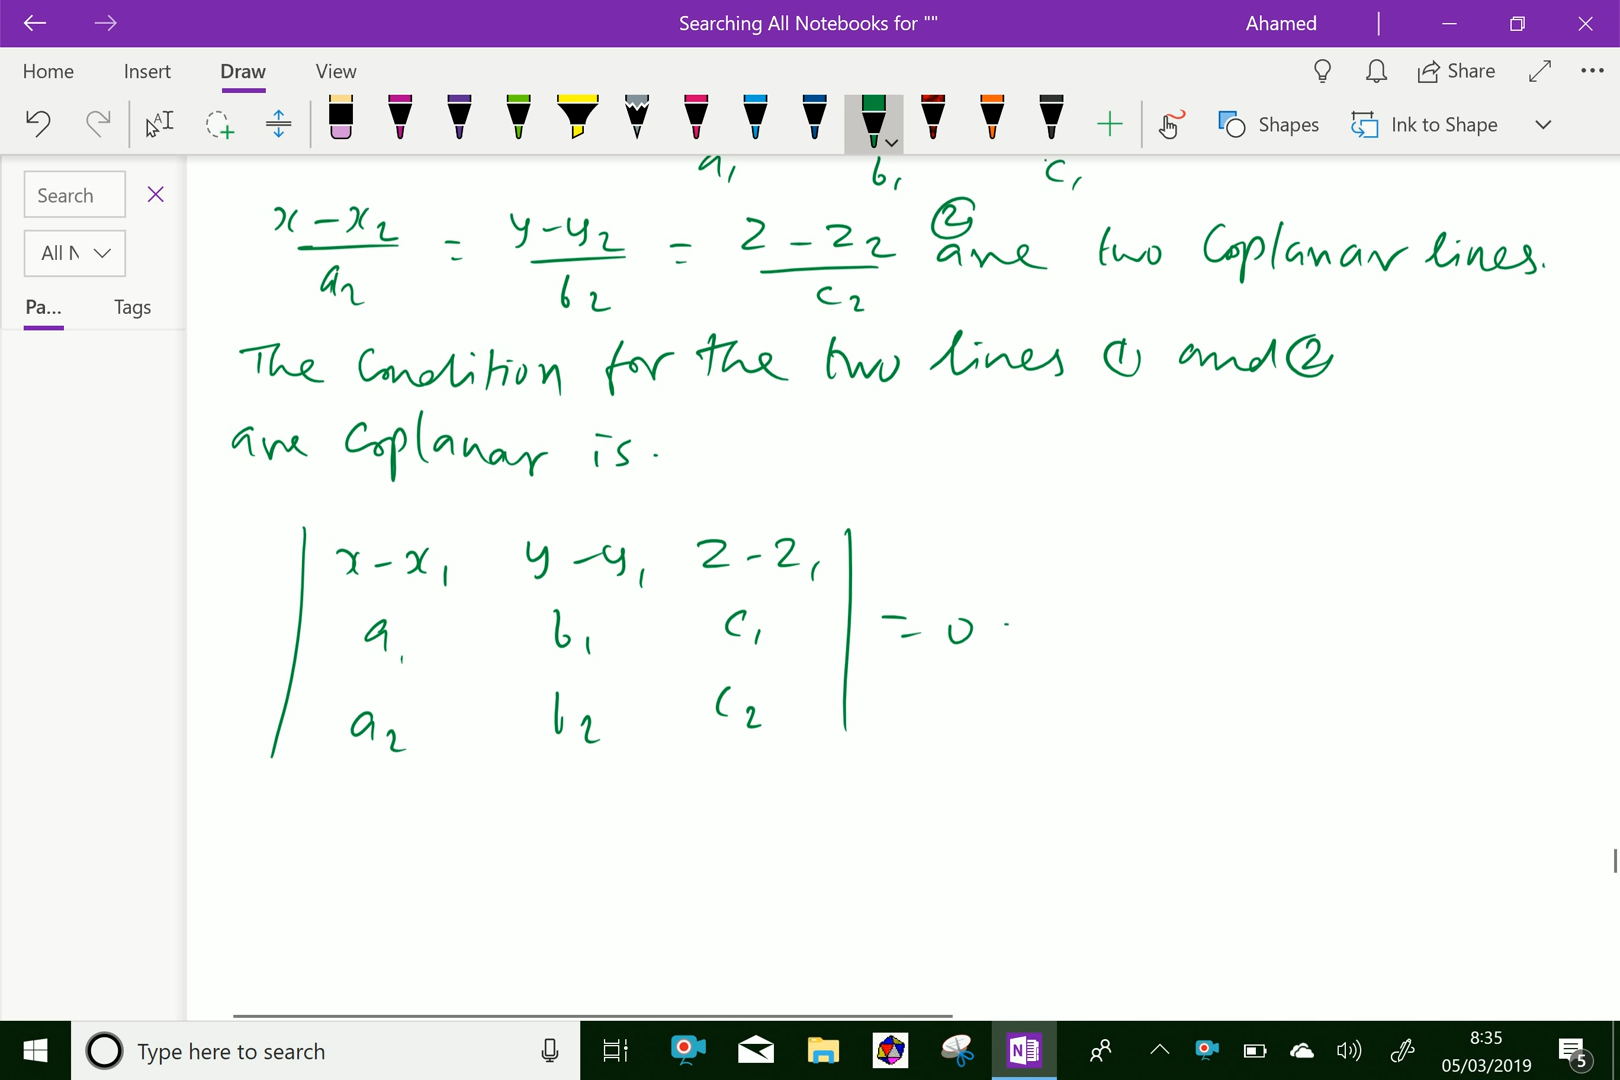 Searching All Notebooks for ""
Ahamed
Home Insert Draw View
Share
Shapes Ink to Shape
Search
All N
Pa... Tags
a₁ b₁ c₁
x-x₂/a₂ = y-y₂/b₂ = z-z₂/c₂ ② are two Coplanar lines.
The Condition for the two lines ① and ②
are Coplanar is.
| x-x₁ y-y₁ z-z₁ |
| a₁ b₁ c₁ | = 0.
| a₂ b₂ c₂ |
Type here to search
N
8:35
05/03/2019
5